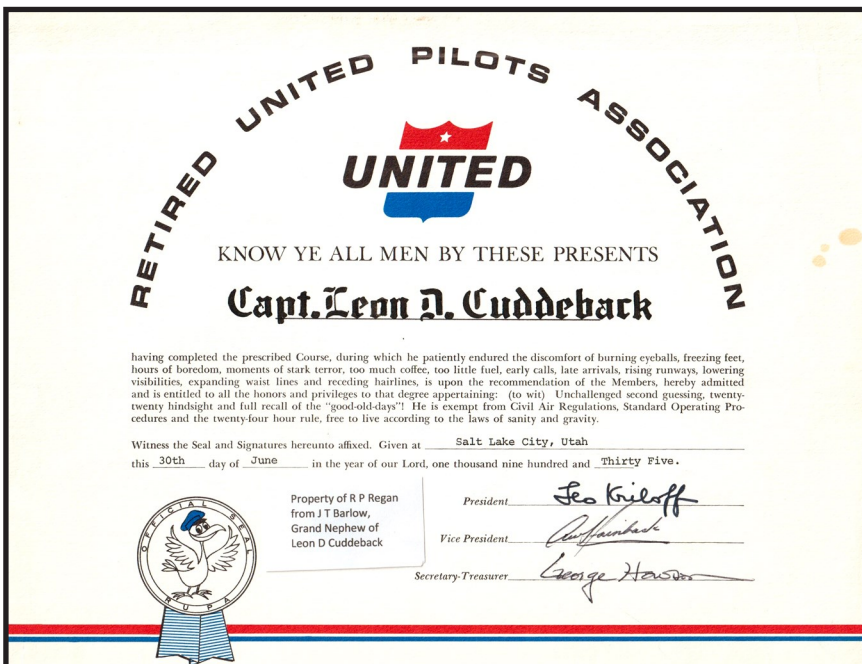 RETIRED UNITED PILOTS ASSOCIATION
UNITED
KNOW YE ALL MEN BY THESE PRESENTS
Capt. Leon D. Cuddeback
having completed the prescribed Course, during which he patiently endured the discomfort of burning eyeballs, freezing feet,
hours of boredom, moments of stark terror, too much coffee, too little fuel, early calls, late arrivals, rising runways, lowering
visibilities, expanding waist lines and receding hairlines, is upon the recommendation of the Members, hereby admitted
and is entitled to all the honors and privileges to that degree appertaining: (to wit) Unchallenged second guessing, twenty-
twenty hindsight and full recall of the "good-old-days"! He is exempt from Civil Air Regulations, Standard Operating Pro-
cedures and the twenty-four hour rule, free to live according to the laws of sanity and gravity.
Witness the Seal and Signatures hereunto affixed. Given at Salt Lake City, Utah
this 30th day of June in the year of our Lord, one thousand nine hundred and Thirty Five.
OFFICIAL SEAL
RUPA
Property of R P Regan
from J T Barlow,
Grand Nephew of
Leon D Cuddeback
President Leo Kriloff
Vice President
Secretary-Treasurer George Howson